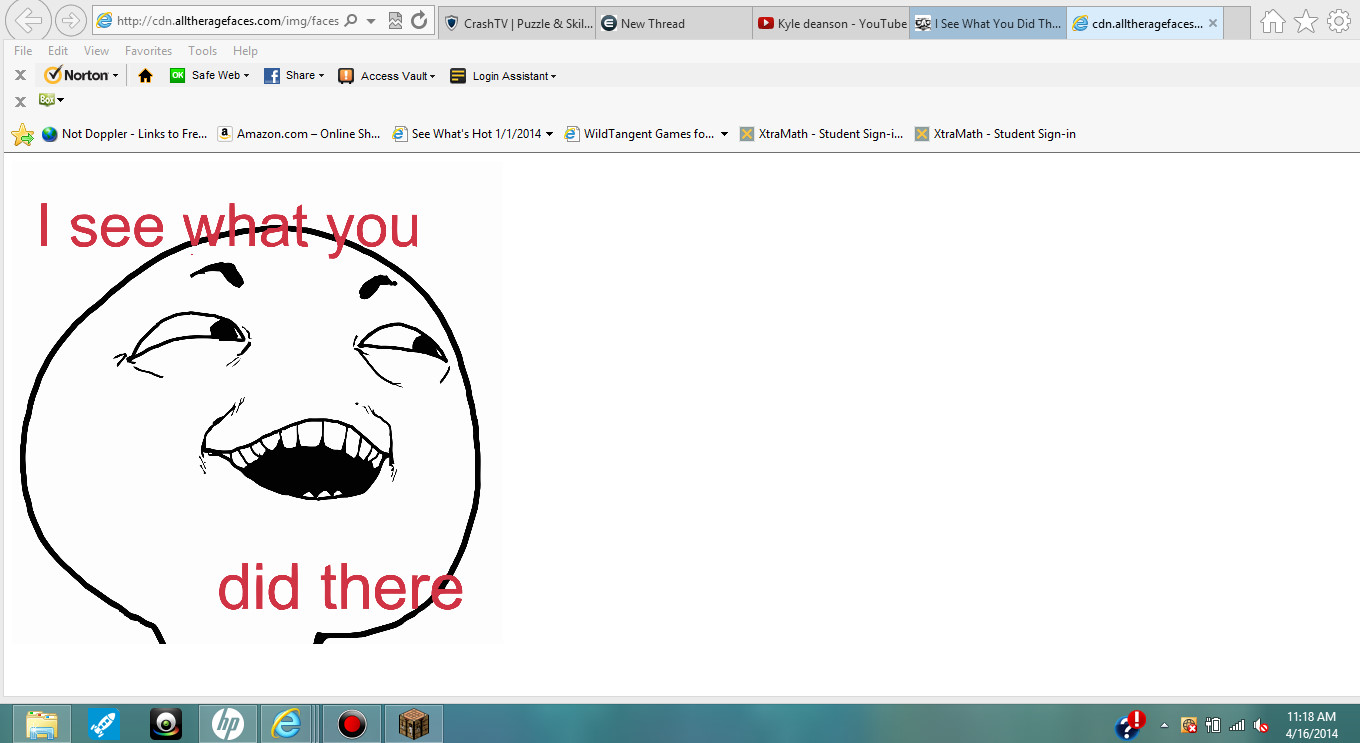 http://cdn.alltheragefaces.com/img/faces
CrashTV | Puzzle & Skil...
New Thread
Kyle deanson - YouTube
I See What You Did Th...
cdn.alltheragefaces...
File Edit View Favorites Tools Help
Norton
OK Safe Web
Share
Access Vault
Login Assistant
Box
Not Doppler - Links to Fre...
Amazon.com – Online Sh...
See What's Hot 1/1/2014
WildTangent Games fo...
XtraMath - Student Sign-i...
XtraMath - Student Sign-in
I see what you
did there
hp
11:18 AM
4/16/2014